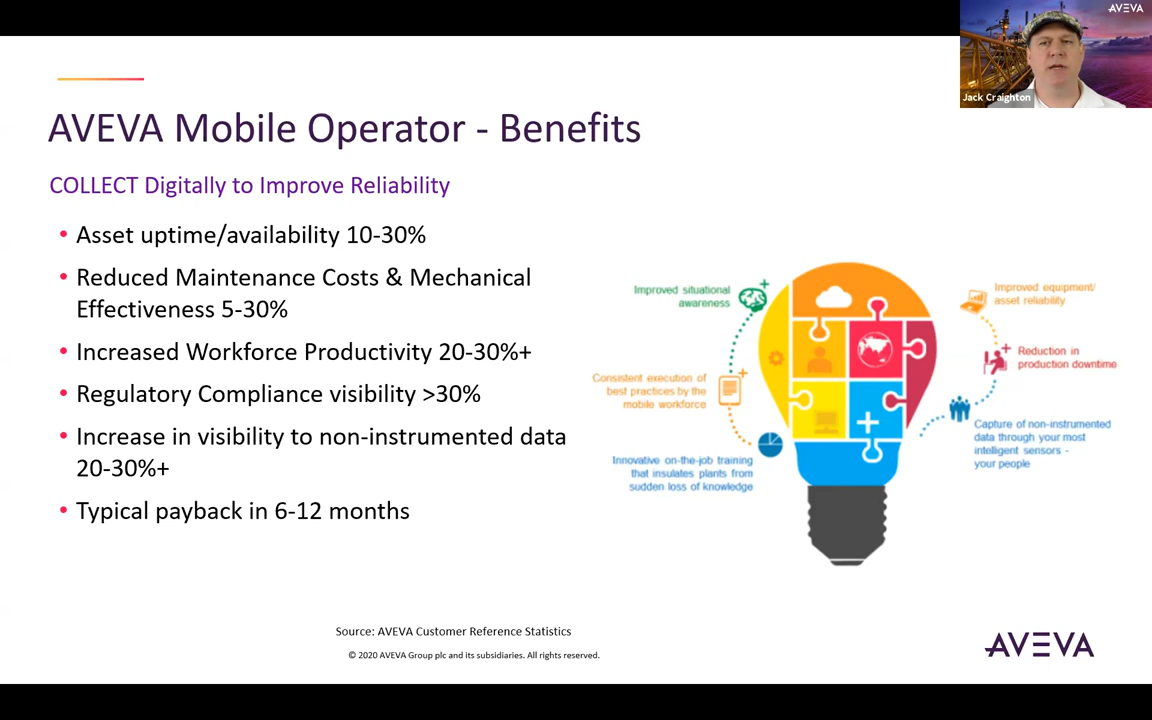 AVEVA
Jack Craighton
AVEVA Mobile Operator - Benefits
COLLECT Digitally to Improve Reliability
• Asset uptime/availability 10-30%
• Reduced Maintenance Costs & Mechanical
Effectiveness 5-30%
• Increased Workforce Productivity 20-30%+
• Regulatory Compliance visibility >30%
• Increase in visibility to non-instrumented data
20-30%+
• Typical payback in 6-12 months
Improved situational
awareness
Consistent execution of
best practices by the
mobile workforce
Innovative on-the-job training
that insulates plants from
sudden loss of knowledge
Improved equipment/
asset reliability
Reduction in
production downtime
Capture of non-instrumented
data through your most
intelligent sensors -
your people
Source: AVEVA Customer Reference Statistics
© 2020 AVEVA Group plc and its subsidiaries. All rights reserved.
AVEVA